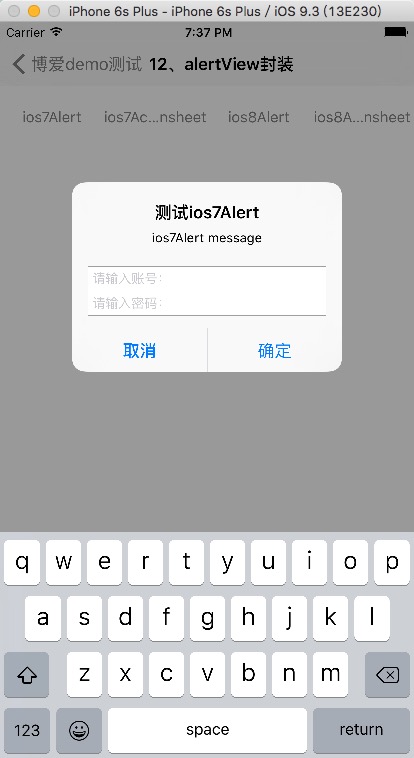 iPhone 6s Plus - iPhone 6s Plus / iOS 9.3 (13E230)
Carrier 7:37 PM
博爱demo测试 12、alertView封装
ios7Alert ios7Ac...nsheet ios8Alert ios8A...nsheet
测试ios7Alert
ios7Alert message
请输入账号：
请输入密码：
取消 确定
q w e r t y u i o p
a s d f g h j k l
z x c v b n m
123 space return